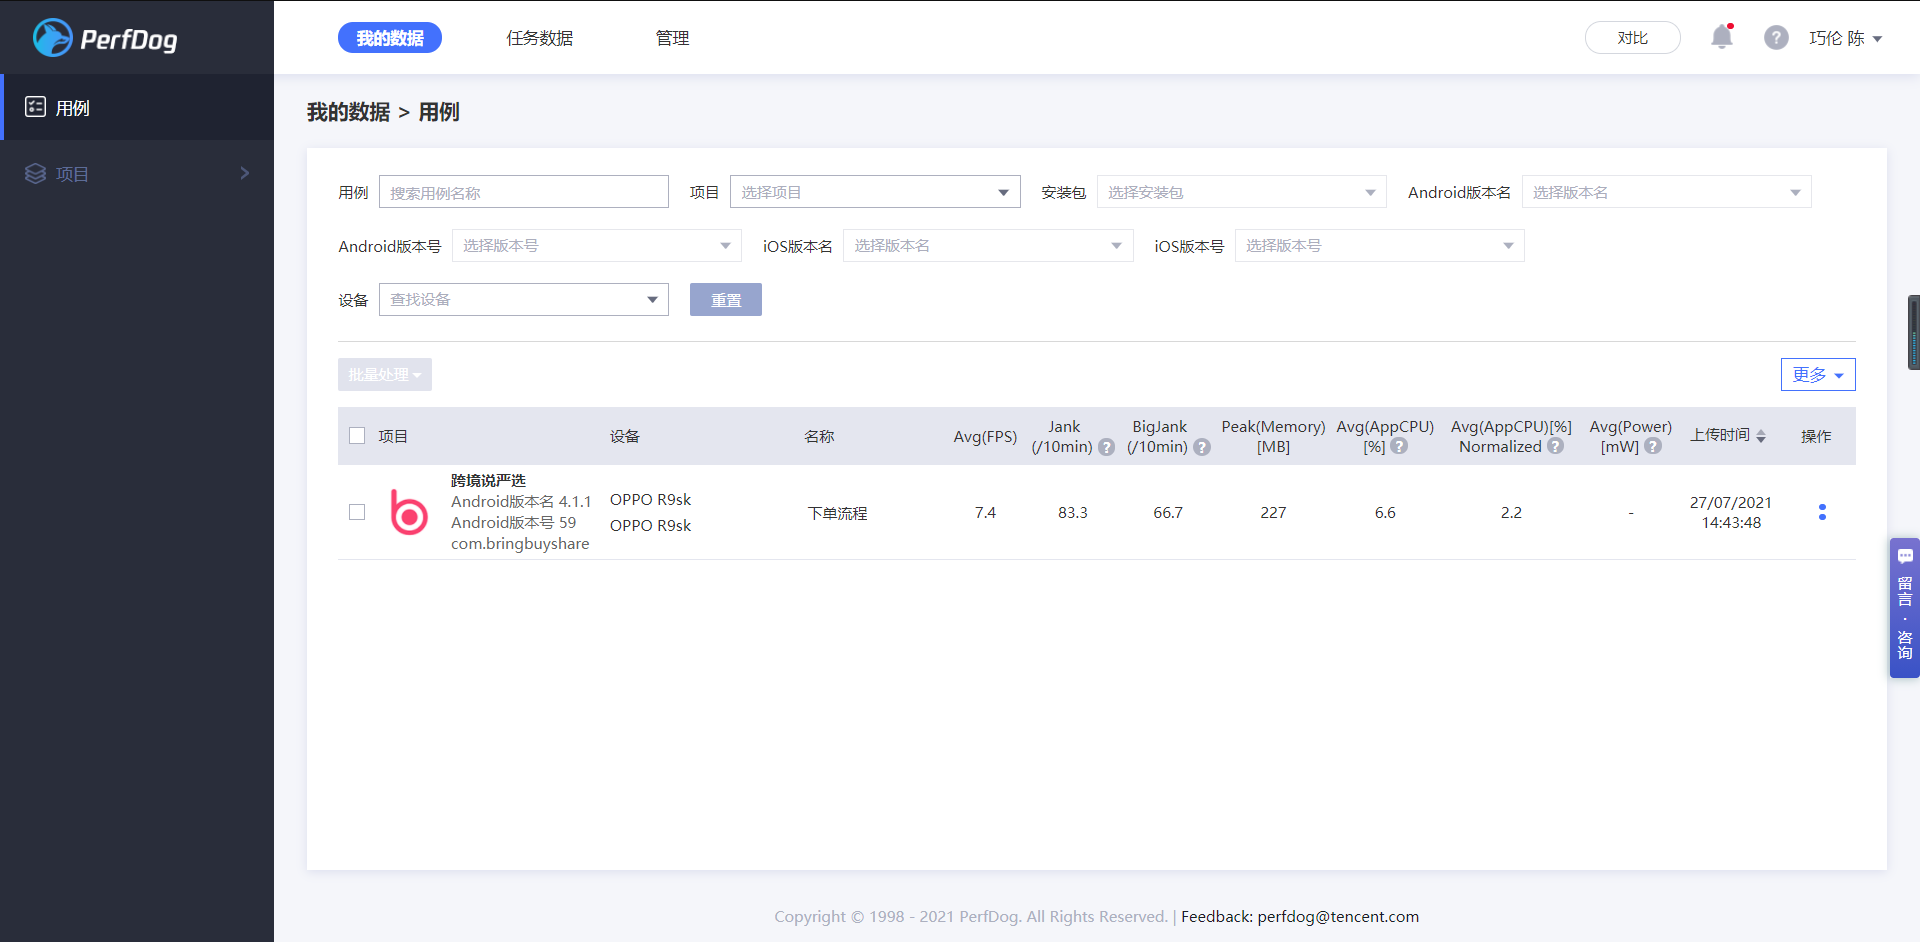 PerfDog
我的数据
任务数据
管理
对比
巧伦 陈
用例
项目
我的数据 > 用例
用例
搜索用例名称
项目
选择项目
安装包
选择安装包
Android版本名
选择版本名
Android版本号
选择版本号
iOS版本名
选择版本名
iOS版本号
选择版本号
设备
查找设备
重置
批量处理
更多
项目
设备
名称
Avg(FPS)
Jank
(/10min)
BigJank
(/10min)
Peak(Memory)
[MB]
Avg(AppCPU)
[%]
Avg(AppCPU)[%]
Normalized
Avg(Power)
[mW]
上传时间
操作
跨境说严选
Android版本名 4.1.1
Android版本号 59
com.bringbuyshare
OPPO R9sk
OPPO R9sk
下单流程
7.4
83.3
66.7
227
6.6
2.2
-
27/07/2021
14:43:48
留言·咨询
Copyright © 1998 - 2021 PerfDog. All Rights Reserved. | Feedback: perfdog@tencent.com